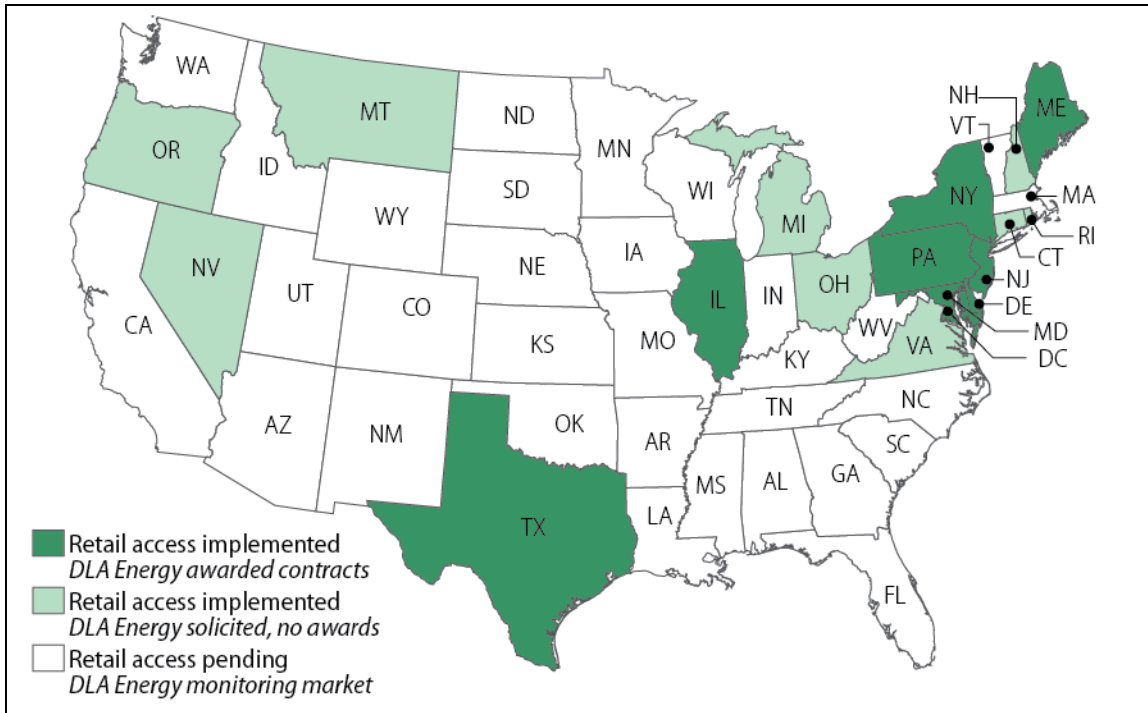 WA
MT
ND
MN
NH
ME
VT
OR
ID
SD
WI
NY
MA
WY
MI
RI
IA
PA
CT
NV
NE
NJ
UT
IL
IN
OH
DE
CO
MD
CA
KS
MO
WV
VA
DC
KY
AZ
NM
OK
TN
NC
AR
SC
MS
AL
GA
LA
TX
FL
Retail access implemented
DLA Energy awarded contracts
Retail access implemented
DLA Energy solicited, no awards
Retail access pending
DLA Energy monitoring market